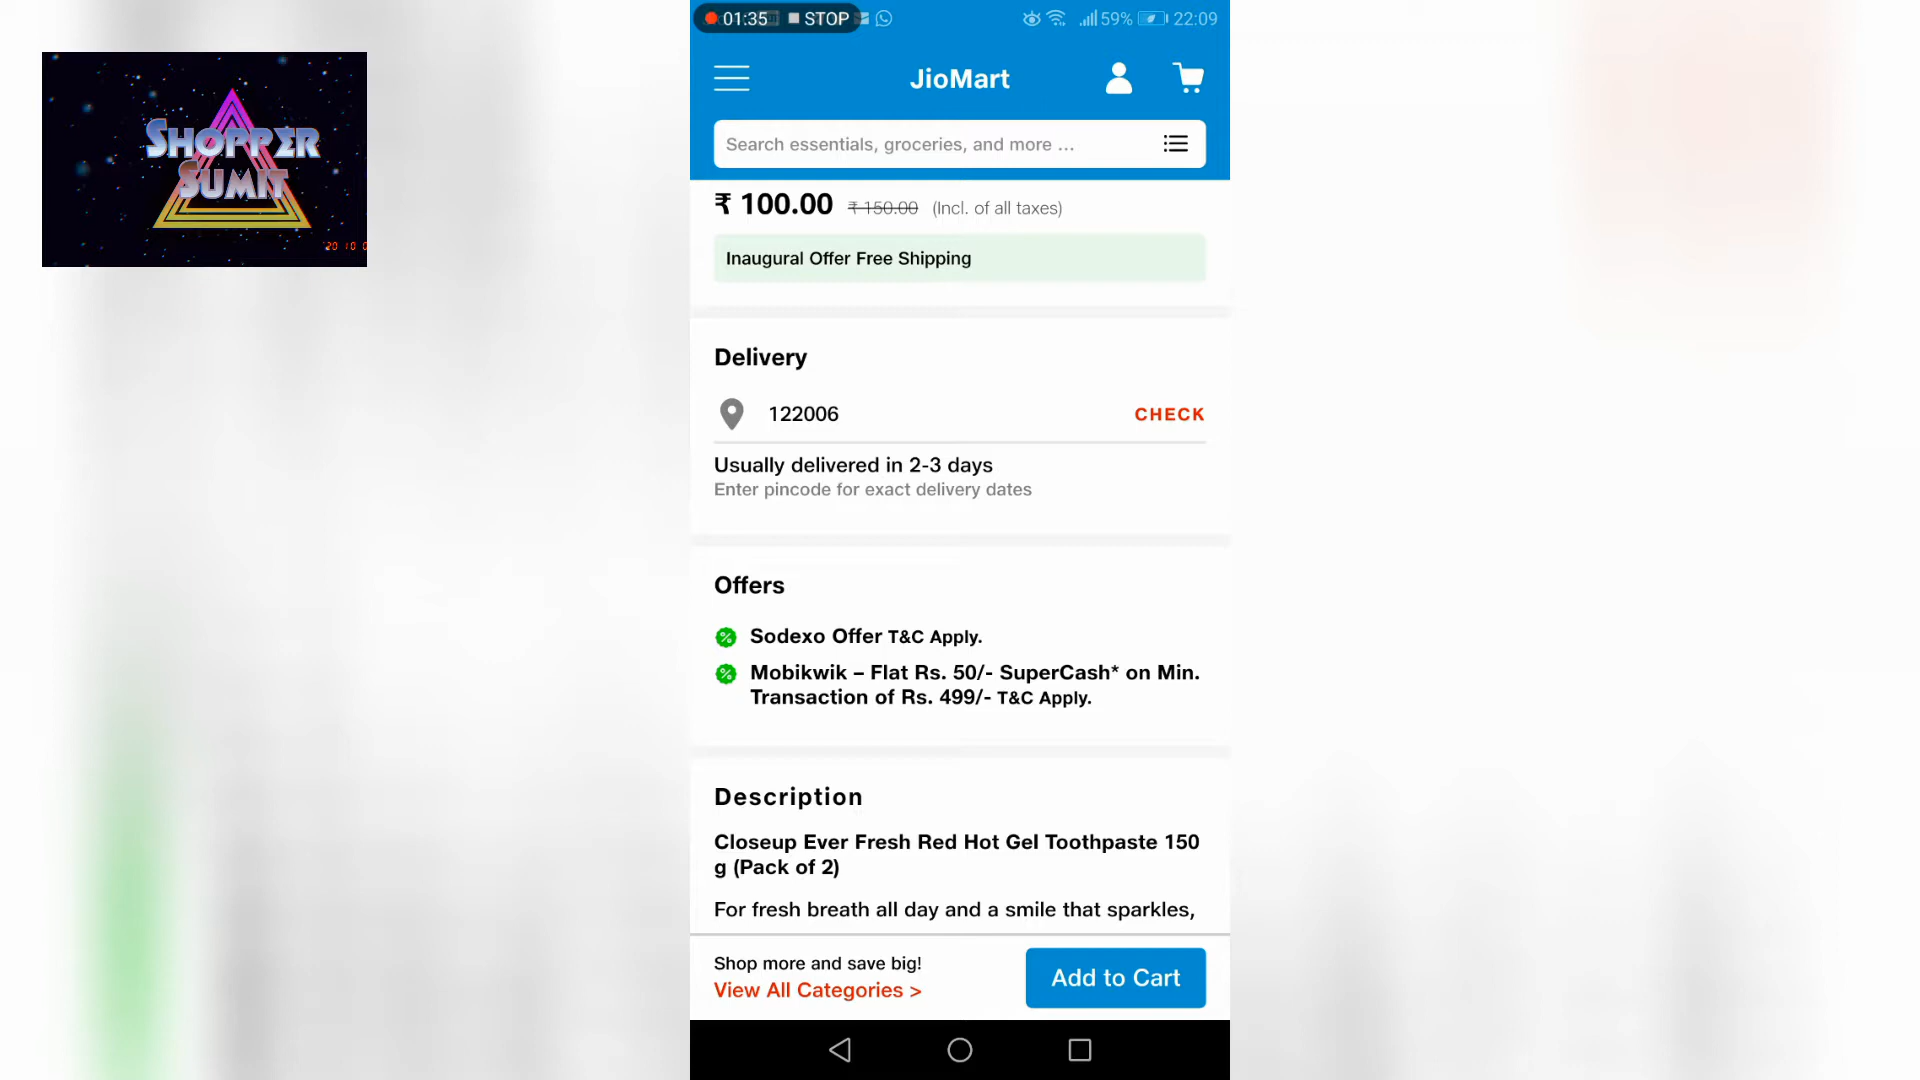 01:35 STOP 59% 22:09
SHOPPER
SUMIT
20 10 0
JioMart
Search essentials, groceries, and more ...
₹ 100.00 ₹ 150.00 (Incl. of all taxes)
Inaugural Offer Free Shipping
Delivery
122006 CHECK
Usually delivered in 2-3 days
Enter pincode for exact delivery dates
Offers
Sodexo Offer T&C Apply.
Mobikwik – Flat Rs. 50/- SuperCash* on Min.
Transaction of Rs. 499/- T&C Apply.
Description
Closeup Ever Fresh Red Hot Gel Toothpaste 150
g (Pack of 2)
For fresh breath all day and a smile that sparkles,
Shop more and save big!
View All Categories >
Add to Cart